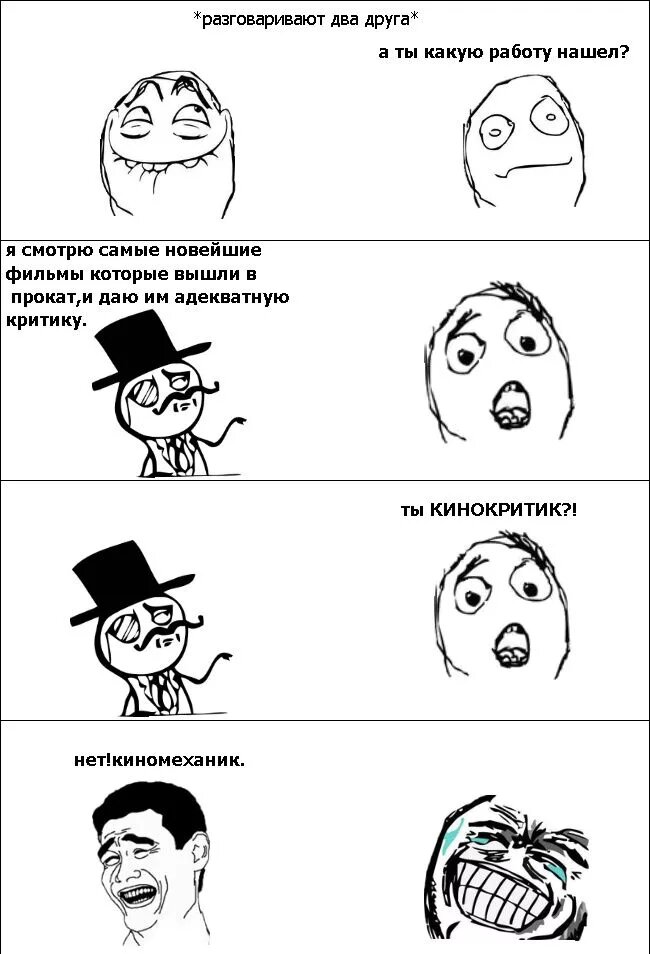 *разговаривают два друга*
а ты какую работу нашел?
я смотрю самые новейшие
фильмы которые вышли в
прокат,и даю им адекватную
критику.
ты КИНОКРИТИК?!
нет!киномеханик.